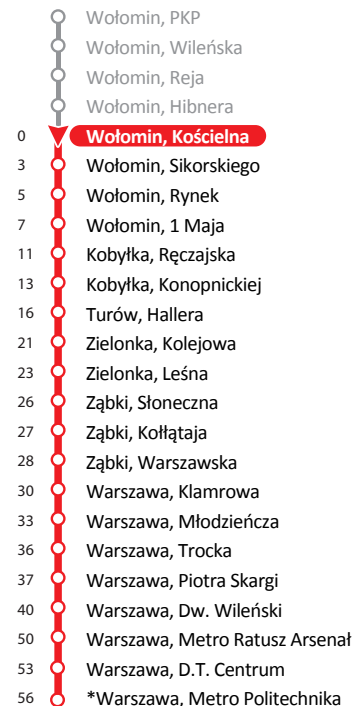 Wołomin, PKP
Wołomin, Wileńska
Wołomin, Reja
Wołomin, Hibnera
0 Wołomin, Kościelna
3 Wołomin, Sikorskiego
5 Wołomin, Rynek
7 Wołomin, 1 Maja
11 Kobyłka, Ręczajska
13 Kobyłka, Konopnickiej
16 Turów, Hallera
21 Zielonka, Kolejowa
23 Zielonka, Leśna
26 Ząbki, Słoneczna
27 Ząbki, Kołłątaja
28 Ząbki, Warszawska
30 Warszawa, Klamrowa
33 Warszawa, Młodzieńcza
36 Warszawa, Trocka
37 Warszawa, Piotra Skargi
40 Warszawa, Dw. Wileński
50 Warszawa, Metro Ratusz Arsenał
53 Warszawa, D.T. Centrum
56 *Warszawa, Metro Politechnika